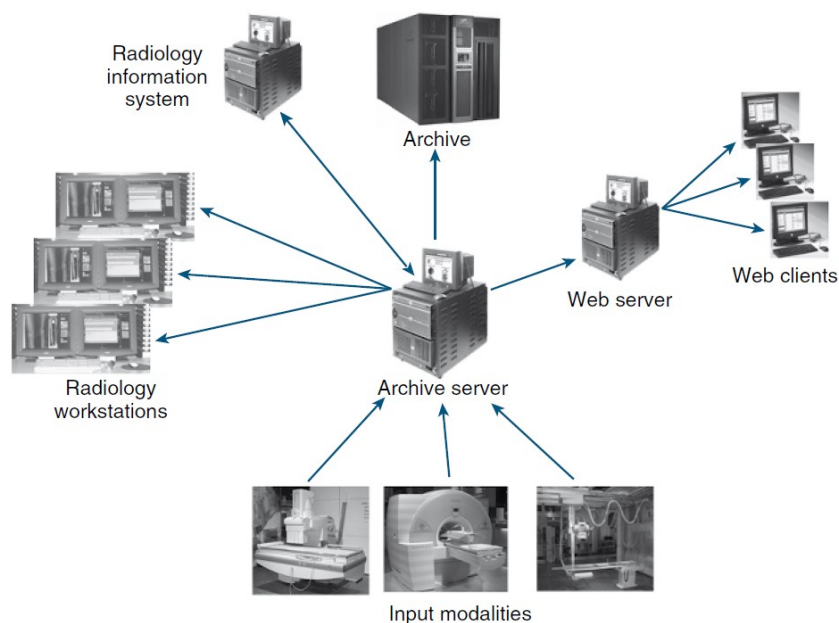 Radiology
information
system
Archive
Web server
Web clients
Radiology
workstations
Archive server
Input modalities